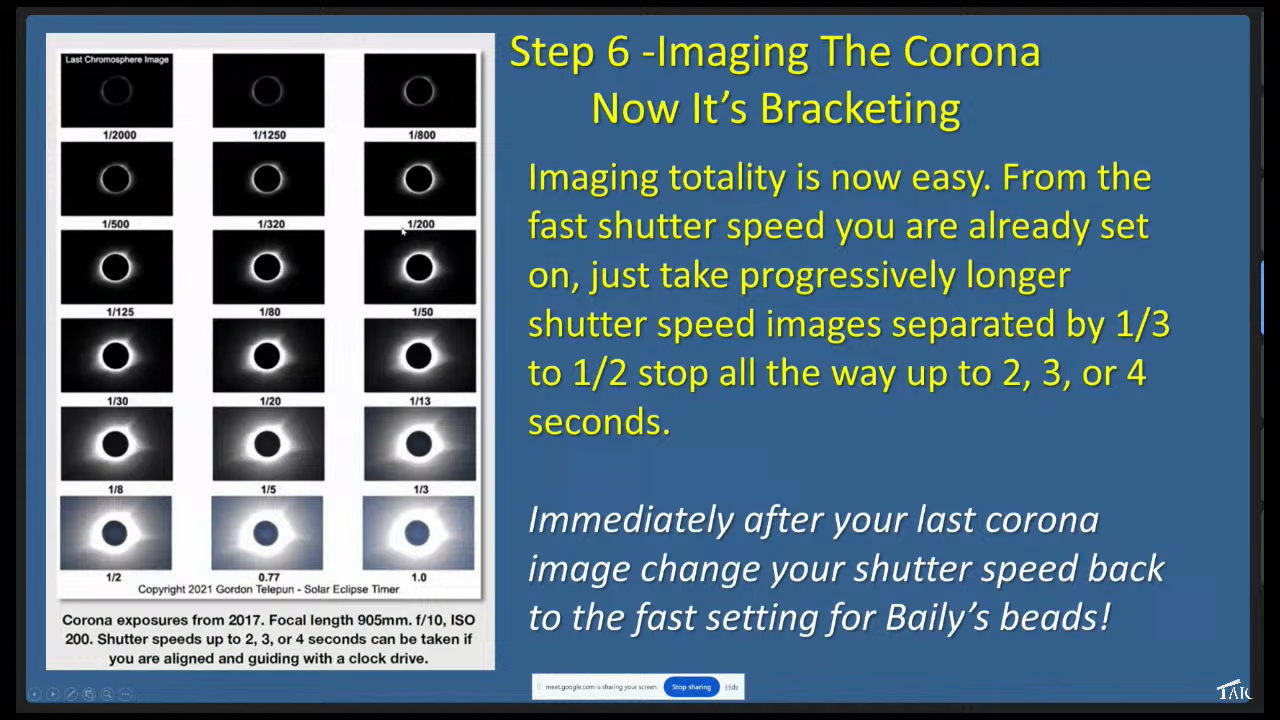 Step 6 -Imaging The Corona
Now It's Bracketing
Last Chromosphere Image
1/2000 1/1250 1/800
1/500 1/320 1/200
1/125 1/80 1/50
1/30 1/20 1/13
1/8 1/5 1/3
1/2 0.77 1.0
Copyright 2021 Gordon Telepun - Solar Eclipse Timer
Corona exposures from 2017. Focal length 905mm. f/10, ISO
200. Shutter speeds up to 2, 3, or 4 seconds can be taken if
you are aligned and guiding with a clock drive.
Imaging totality is now easy. From the
fast shutter speed you are already set
on, just take progressively longer
shutter speed images separated by 1/3
to 1/2 stop all the way up to 2, 3, or 4
seconds.
Immediately after your last corona
image change your shutter speed back
to the fast setting for Baily's beads!
meet.google.com is sharing your screen. Stop sharing Hide